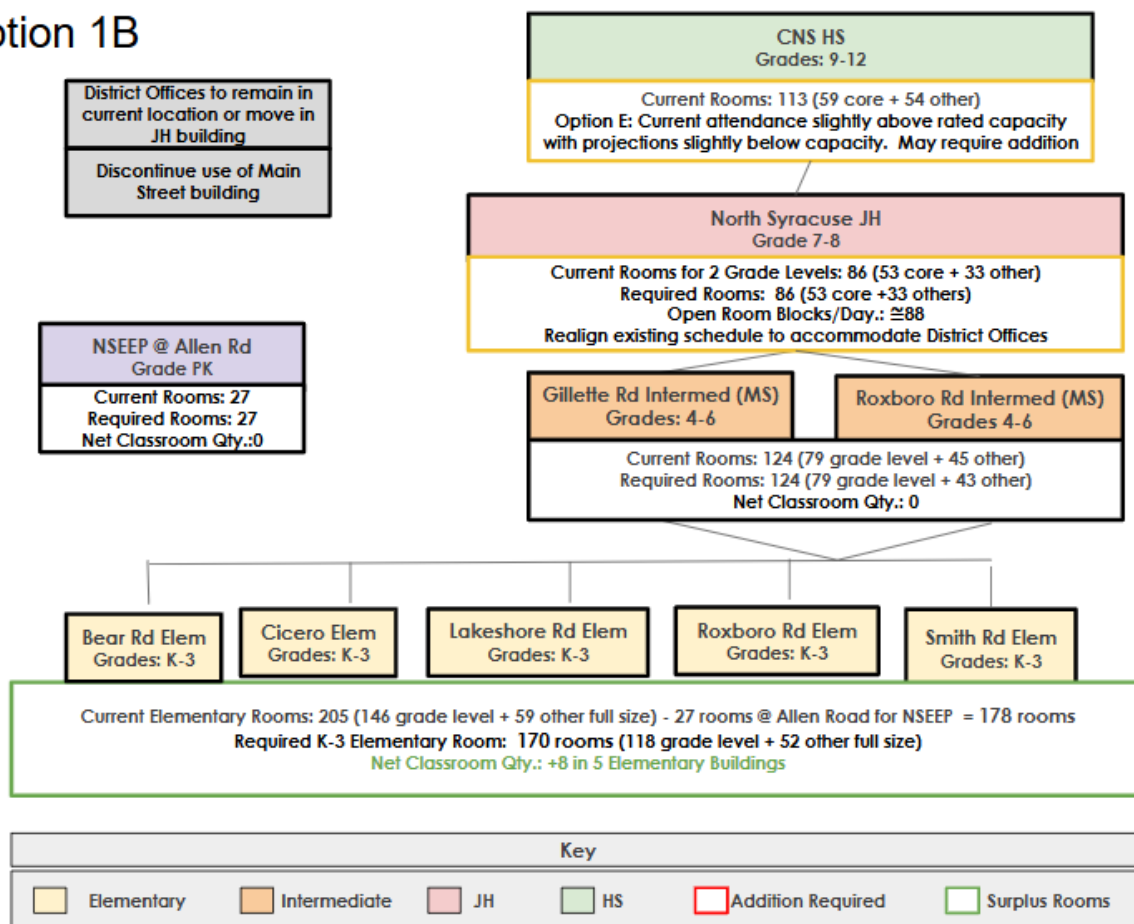 ption 1B
CNS HS
Grades: 9-12
Current Rooms: 113 (59 core + 54 other)
Option E: Current attendance slightly above rated capacity
with projections slightly below capacity. May require addition
District Offices to remain in
current location or move in
JH building
Discontinue use of Main
Street building
North Syracuse JH
Grade 7-8
Current Rooms for 2 Grade Levels: 86 (53 core + 33 other)
Required Rooms: 86 (53 core +33 others)
Open Room Blocks/Day.: ≅88
Realign existing schedule to accommodate District Offices
NSEEP @ Allen Rd
Grade PK
Current Rooms: 27
Required Rooms: 27
Net Classroom Qty.:0
Gillette Rd Intermed (MS)
Grades: 4-6
Roxboro Rd Intermed (MS)
Grades 4-6
Current Rooms: 124 (79 grade level + 45 other)
Required Rooms: 124 (79 grade level + 43 other)
Net Classroom Qty.: 0
Bear Rd Elem
Grades: K-3
Cicero Elem
Grades: K-3
Lakeshore Rd Elem
Grades: K-3
Roxboro Rd Elem
Grades: K-3
Smith Rd Elem
Grades: K-3
Current Elementary Rooms: 205 (146 grade level + 59 other full size) - 27 rooms @ Allen Road for NSEEP = 178 rooms
Required K-3 Elementary Room: 170 rooms (118 grade level + 52 other full size)
Net Classroom Qty.: +8 in 5 Elementary Buildings
Key
Elementary
Intermediate
JH
HS
Addition Required
Surplus Rooms